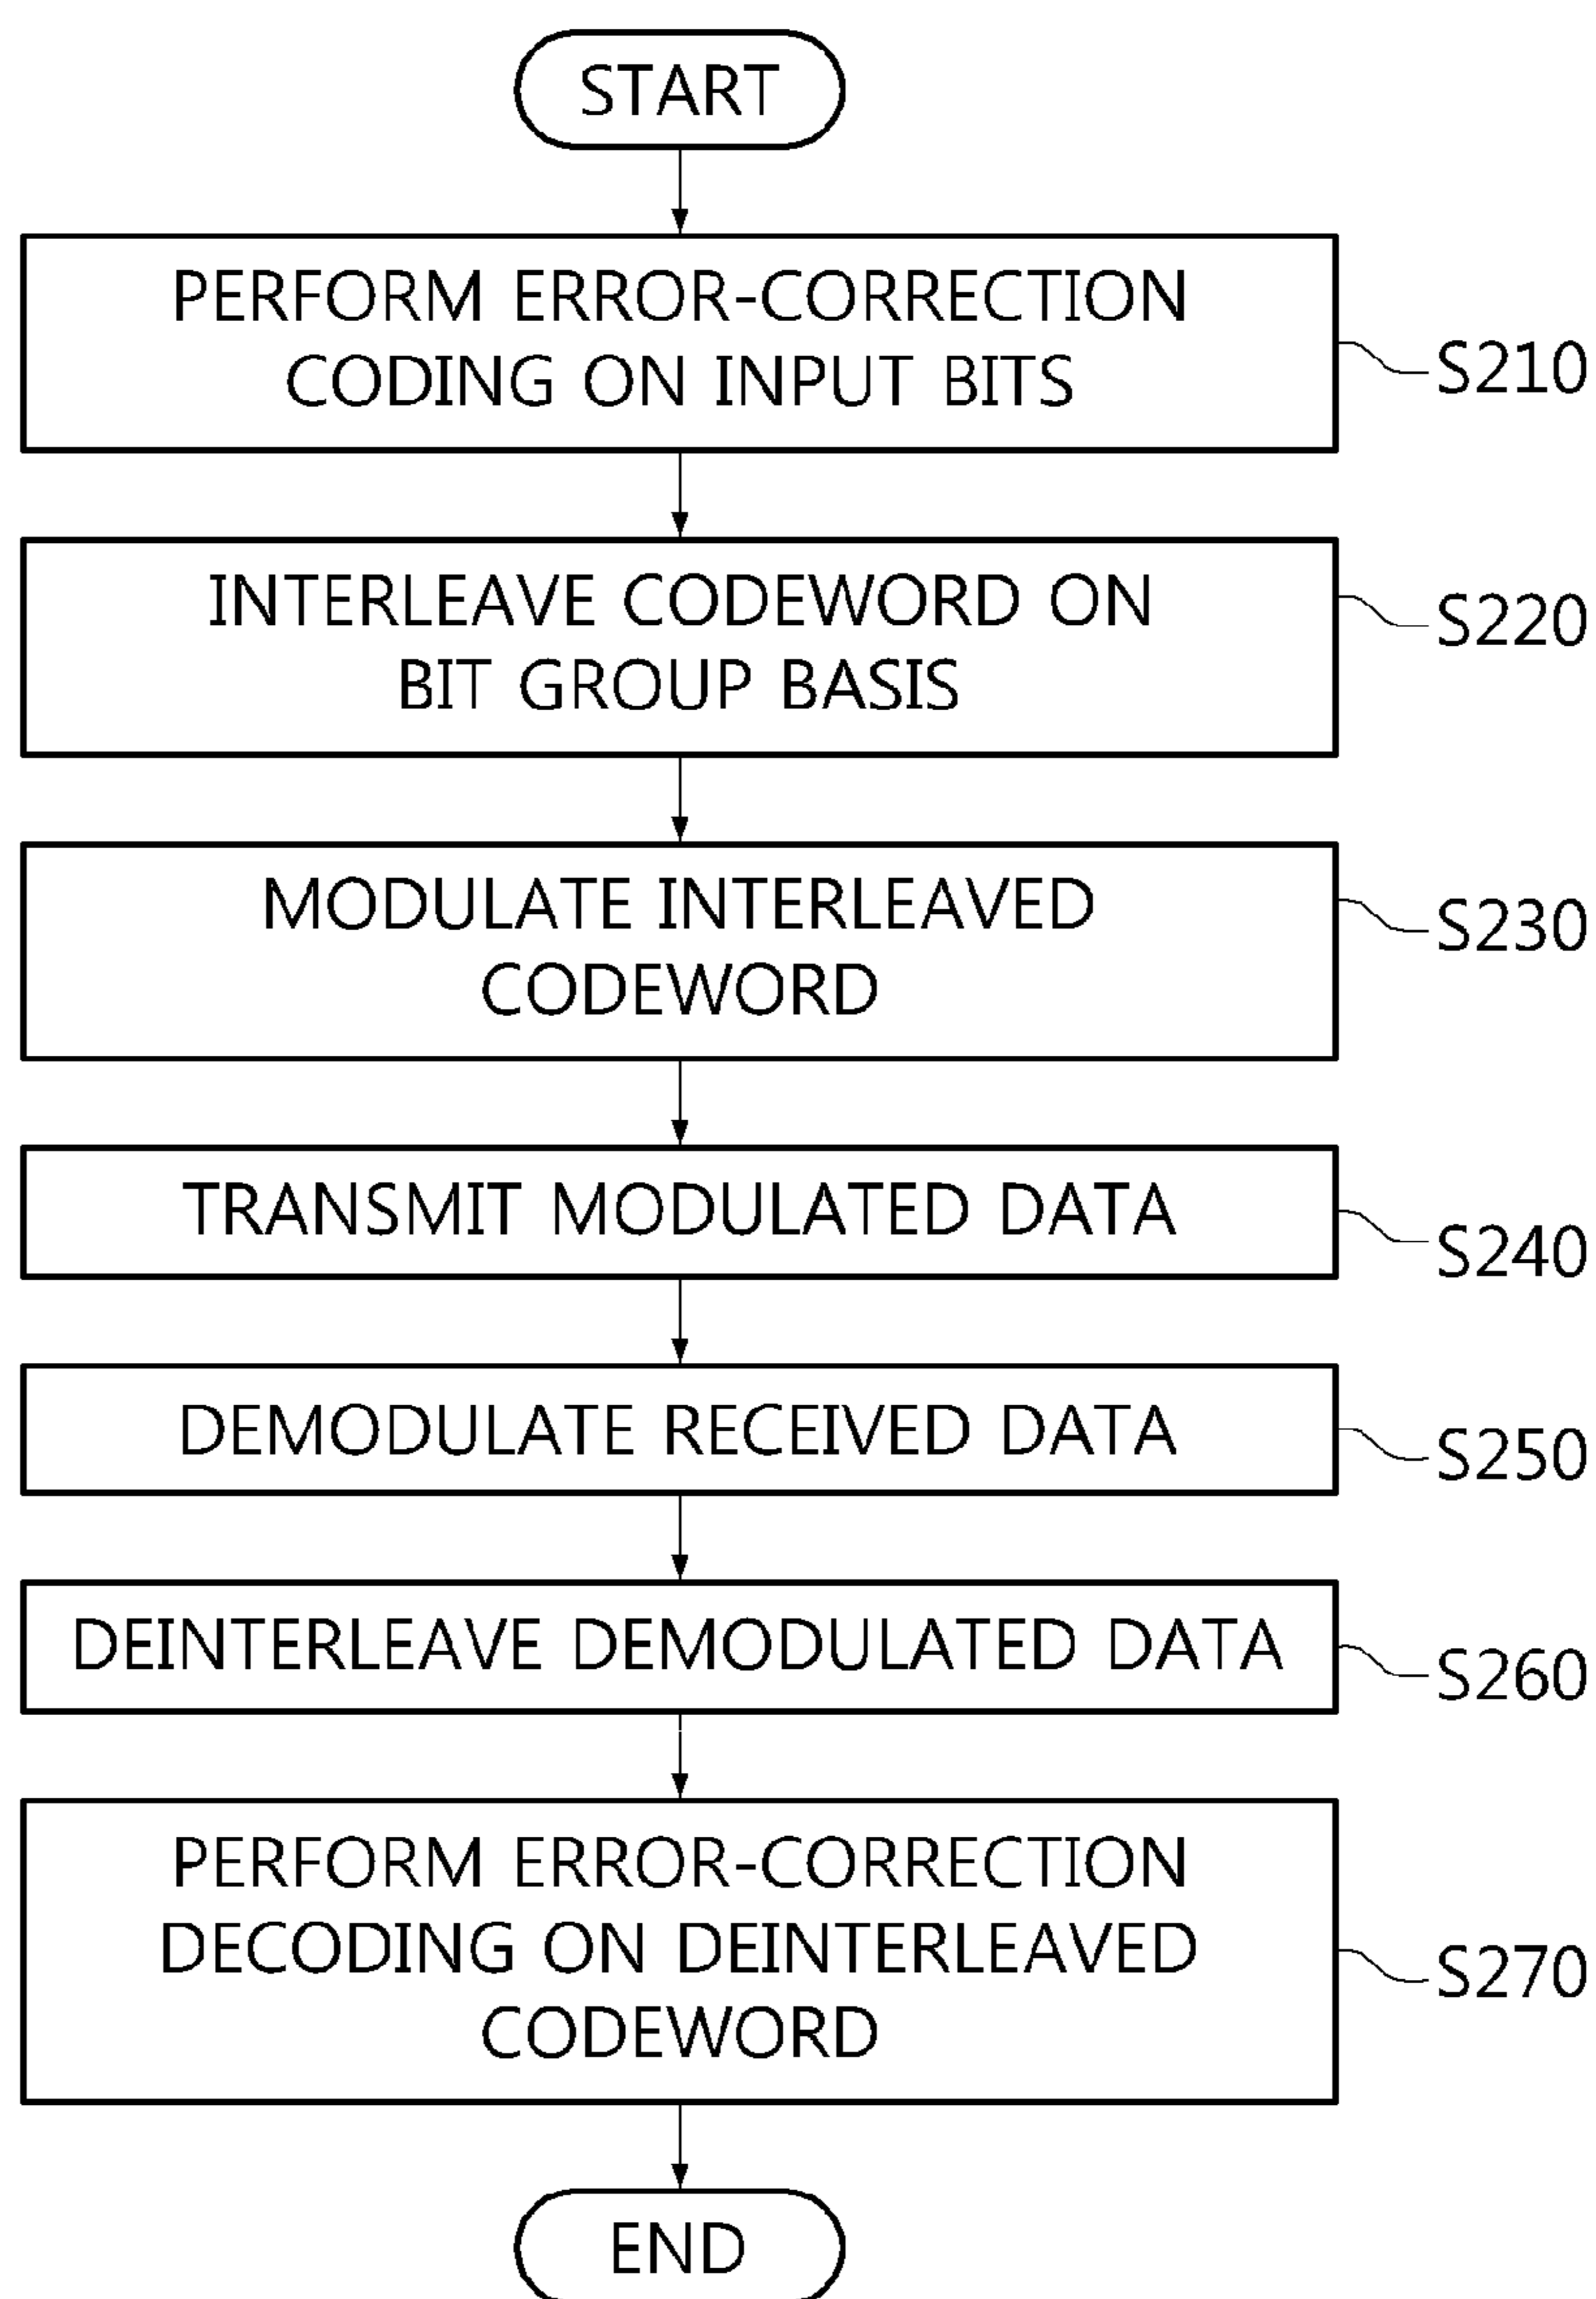 START
PERFORM ERROR-CORRECTION
CODING ON INPUT BITS
S210
INTERLEAVE CODEWORD ON
BIT GROUP BASIS
S220
MODULATE INTERLEAVED
CODEWORD
S230
TRANSMIT MODULATED DATA
S240
DEMODULATE RECEIVED DATA
S250
DEINTERLEAVE DEMODULATED DATA
S260
PERFORM ERROR-CORRECTION
DECODING ON DEINTERLEAVED
CODEWORD
S270
END